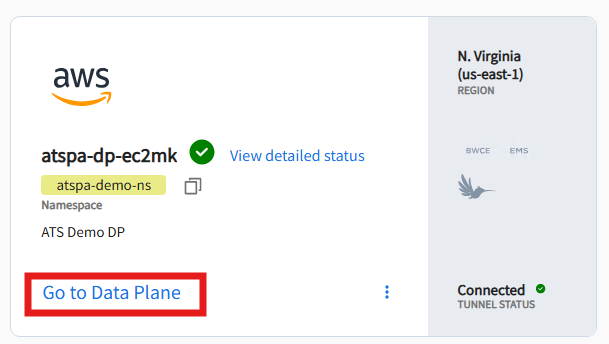 aws
atspa-dp-ec2mk
View detailed status
atspa-demo-ns
Namespace
ATS Demo DP
Go to Data Plane
N. Virginia
(us-east-1)
REGION
BWCE EMS
Connected
TUNNEL STATUS